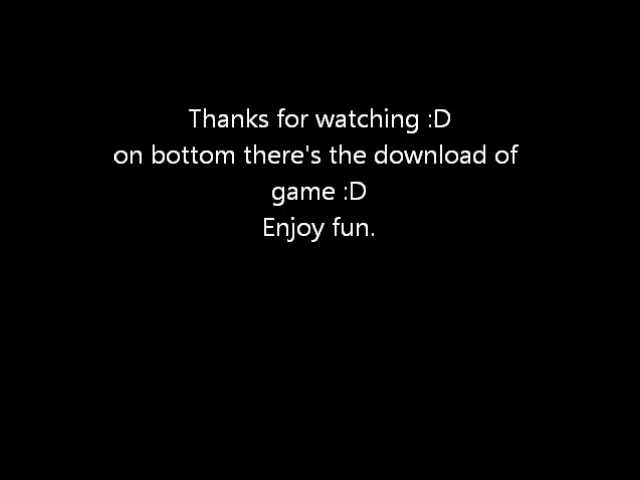 Thanks for watching :D
on bottom there's the download of
game :D
Enjoy fun.